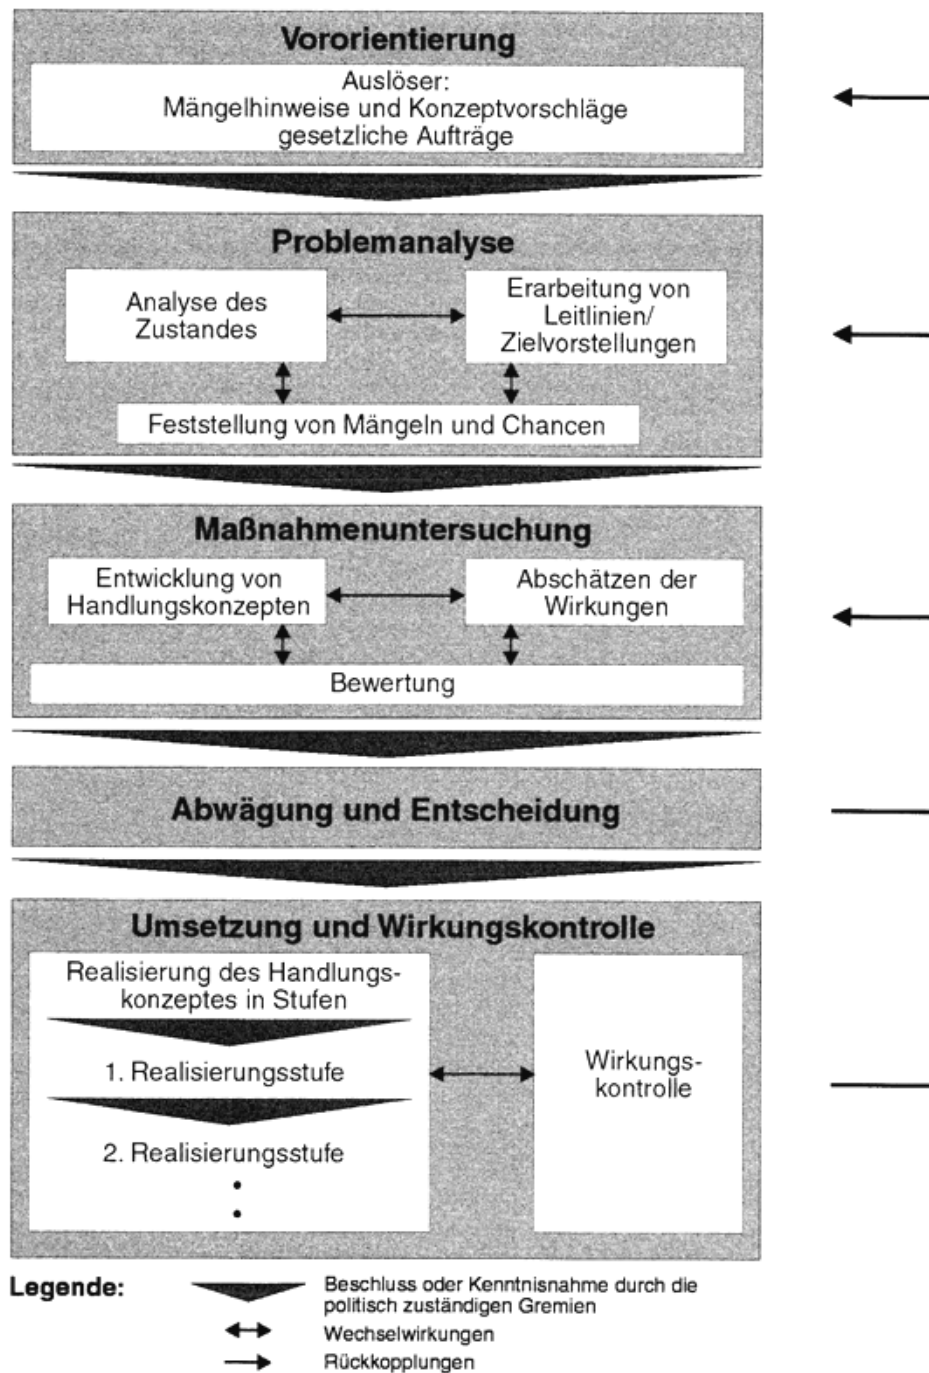 Vororientierung
Auslöser:
Mängelhinweise und Konzeptvorschläge
gesetzliche Aufträge
Problemanalyse
Analyse des
Zustandes
Erarbeitung von
Leitlinien/
Zielvorstellungen
Feststellung von Mängeln und Chancen
Maßnahmenuntersuchung
Entwicklung von
Handlungskonzepten
Abschätzen der
Wirkungen
Bewertung
Abwägung und Entscheidung
Umsetzung und Wirkungskontrolle
Realisierung des Handlungs-
konzeptes in Stufen
1. Realisierungsstufe
2. Realisierungsstufe
Wirkungs-
kontrolle
Legende:
Beschluss oder Kenntnisnahme durch die
politisch zuständigen Gremien
Wechselwirkungen
Rückkopplungen